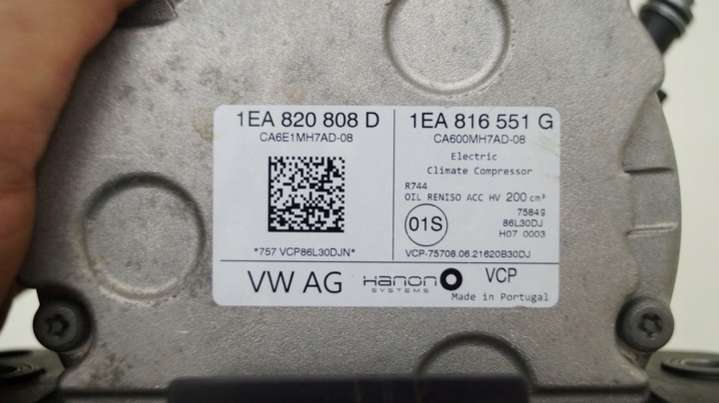 1EA 820 808 D
CA6E1MH7AD-08
*757 VCP86L30DJN*
VW AG
1EA 816 551 G
CA600MH7AD-08
Electric
Climate Compressor
R744
OIL RENISO ACC HV 200 cm³
01S
75849
86L30DJ
H07 0003
VCP-75708.06.21620B30DJ
Hanon
SYSTEMS
VCP
Made in Portugal